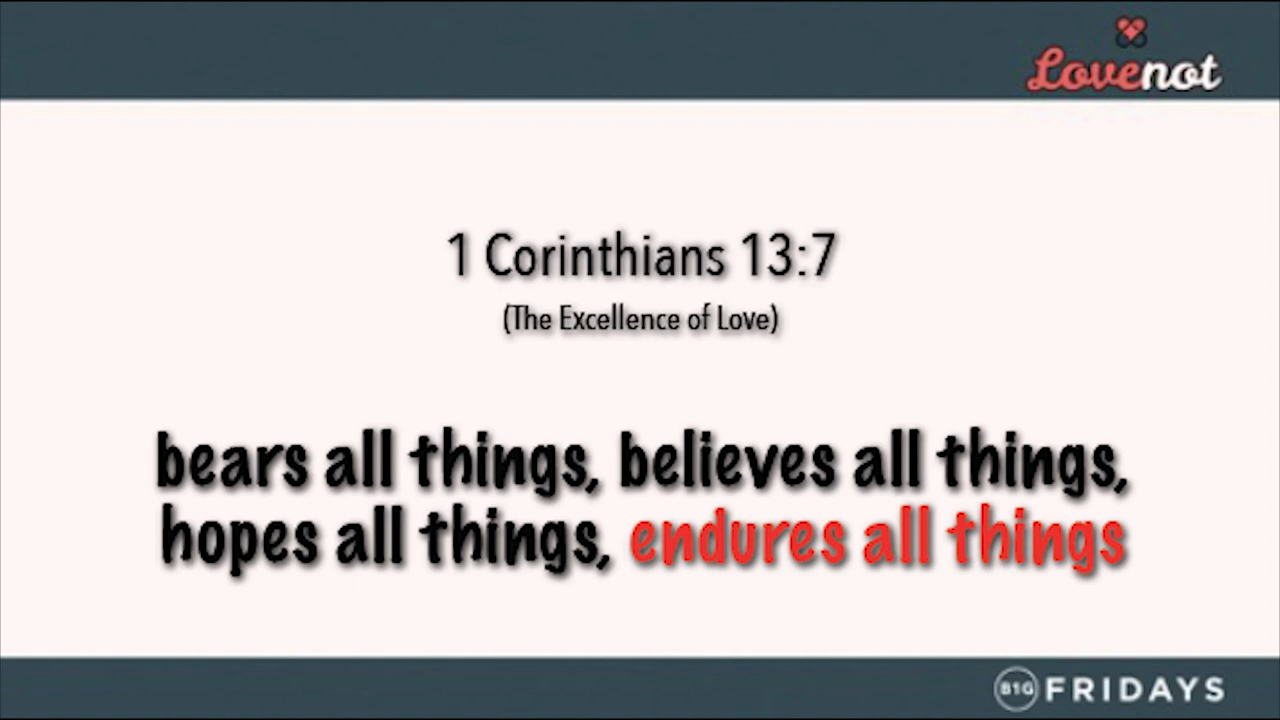 Lovenot
1 Corinthians 13:7
(The Excellence of Love)
bears all things, believes all things,
hopes all things, endures all things
B1G FRIDAYS